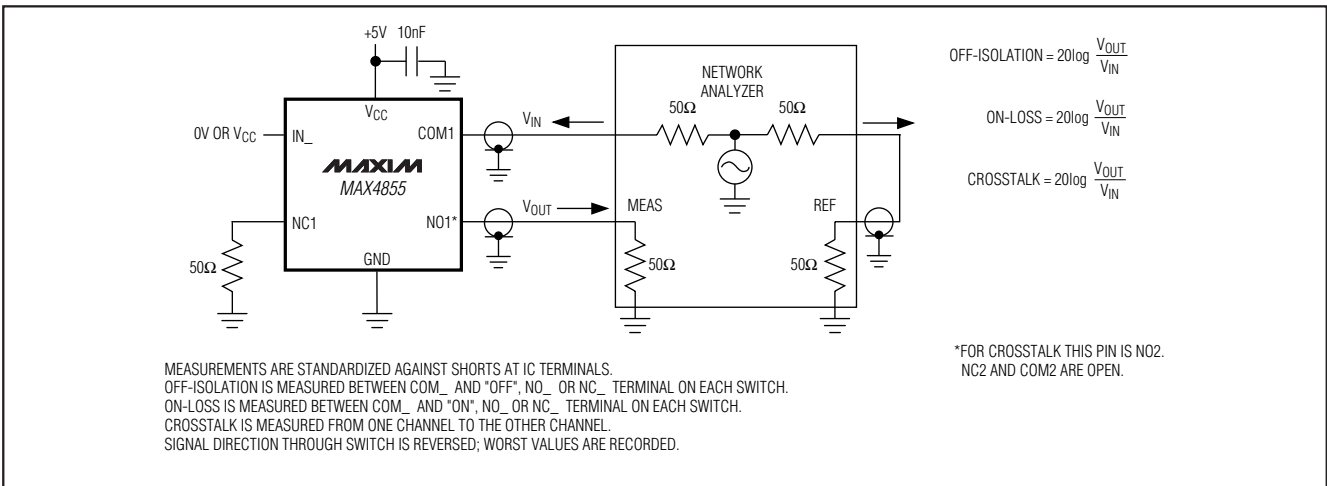 +5V 10nF
VCC
0V OR VCC
IN_
COM1
MAXIM
MAX4855
NC1
NO1*
GND
50Ω
VIN
VOUT
NETWORK
ANALYZER
50Ω 50Ω
MEAS
REF
50Ω
50Ω
OFF-ISOLATION = 20log VOUT/VIN
ON-LOSS = 20log VOUT/VIN
CROSSTALK = 20log VOUT/VIN
*FOR CROSSTALK THIS PIN IS NO2.
NC2 AND COM2 ARE OPEN.
MEASUREMENTS ARE STANDARDIZED AGAINST SHORTS AT IC TERMINALS.
OFF-ISOLATION IS MEASURED BETWEEN COM_ AND "OFF", NO_ OR NC_ TERMINAL ON EACH SWITCH.
ON-LOSS IS MEASURED BETWEEN COM_ AND "ON", NO_ OR NC_ TERMINAL ON EACH SWITCH.
CROSSTALK IS MEASURED FROM ONE CHANNEL TO THE OTHER CHANNEL.
SIGNAL DIRECTION THROUGH SWITCH IS REVERSED; WORST VALUES ARE RECORDED.